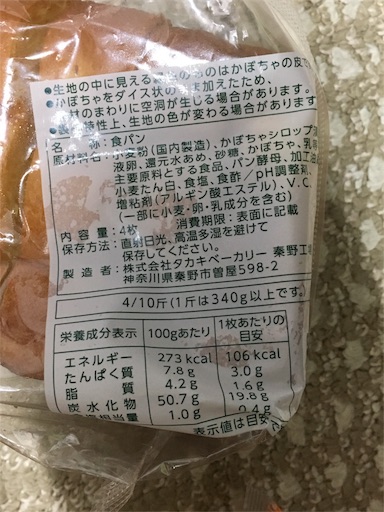 ●生地の中に見える
のものはかぼちゃの皮で
●かぼちゃをダイス状の
加えたため、
のまわりに空洞が生じる場合があります。
特性上、生地の色が変わる場合があります
名 称:食パン
原材料名:小麦粉(国内製造)、かぼちゃシロップ
液卵、還元水あめ、砂糖、かぼちゃ、乳等
主要原料とする食品、パン酵母、加工油
小麦たん白、食塩、食酢/pH調整剤、
増粘剤(アルギン酸エステル)、V.C
(一部に小麦・卵・乳成分を含む)
内 容 量:4枚 消費期限:表面に記載
保存方法:直射日光、高温多湿を避けて
保存してください。
製 造 者:株式会社タカキベーカリー 秦野工場
神奈川県秦野市曽屋598-2
4/10斤(1斤は340g以上です。
栄養成分表示 100gあたり 1枚あたりの目安
エネルギー 273kcal 106kcal
たんぱく質 7.8g 3.0g
脂 質 4.2g 1.6g
炭水化物 50.7g 19.8g
相当量 1.0g 0.4g
表示値は目安